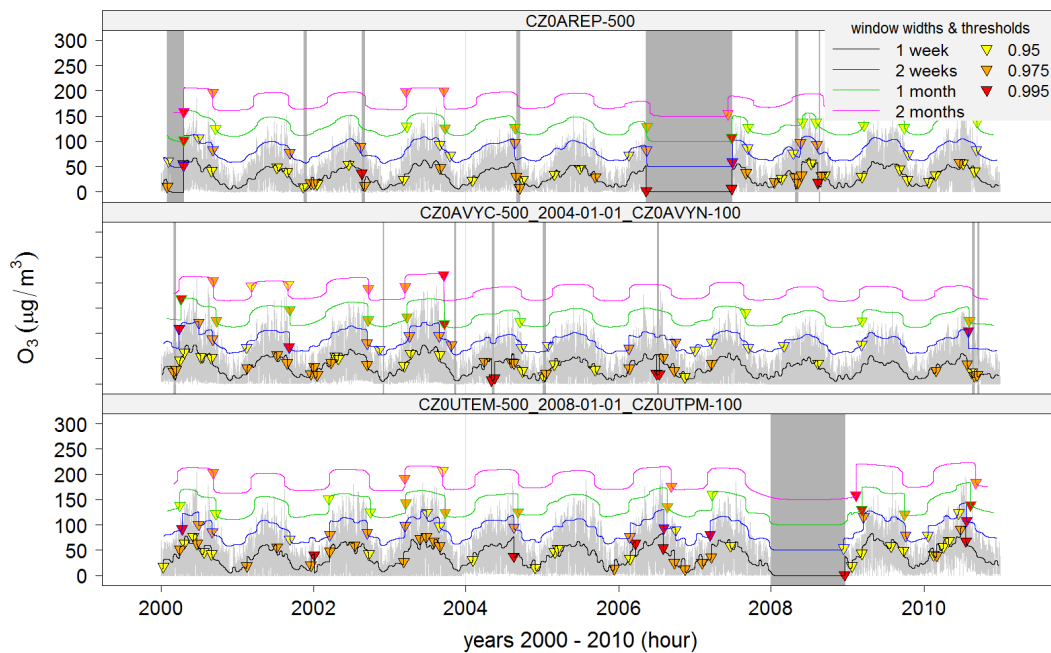 CZ0AREP-500
window widths & thresholds
1 week 0.95
2 weeks 0.975
1 month 0.995
2 months
300
250
200
150
100
50
0
CZ0AVYC-500_2004-01-01_CZ0AVYN-100
O₃ (μg/m³)
CZ0UTEM-500_2008-01-01_CZ0UTPM-100
300
250
200
150
100
50
0
2000 2002 2004 2006 2008 2010
years 2000 - 2010 (hour)